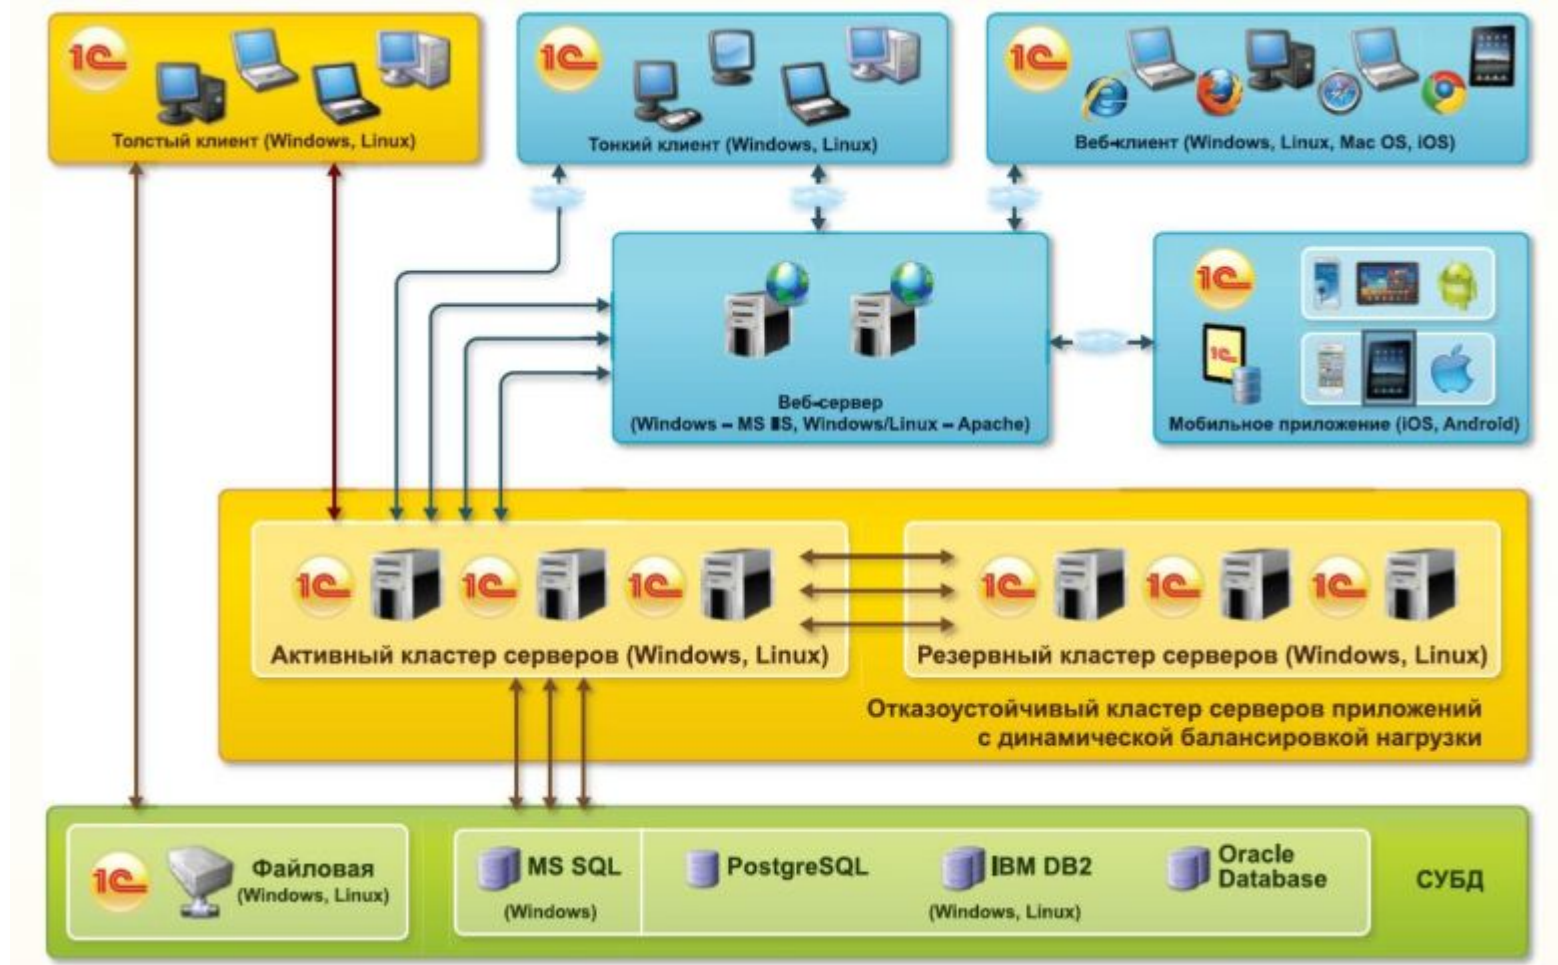 1С
Толстый клиент (Windows, Linux)
1С
Тонкий клиент (Windows, Linux)
1С
Веб-клиент (Windows, Linux, Mac OS, iOS)
Веб-сервер
(Windows – MS IIS, Windows/Linux – Apache)
1С
1С
Мобильное приложение (iOS, Android)
1С
1С
1С
Активный кластер серверов (Windows, Linux)
1С
1С
1С
Резервный кластер серверов (Windows, Linux)
Отказоустойчивый кластер серверов приложений
с динамической балансировкой нагрузки
1С
Файловая
(Windows, Linux)
MS SQL
(Windows)
PostgreSQL
IBM DB2
Oracle
Database
(Windows, Linux)
СУБД